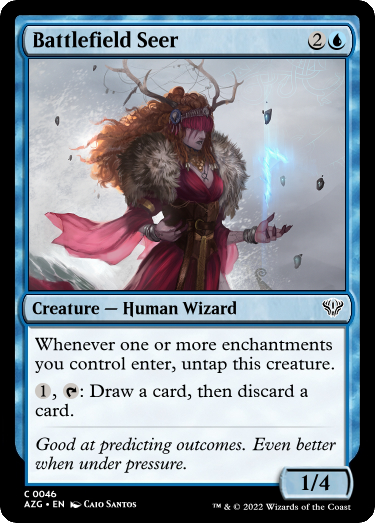 Battlefield Seer 2
Creature — Human Wizard
Whenever one or more enchantments
you control enter, untap this creature.
1, : Draw a card, then discard a
card.
Good at predicting outcomes. Even better
when under pressure.
1/4
C 0046
AZG • EN Caio Santos
™ & © 2022 Wizards of the Coast